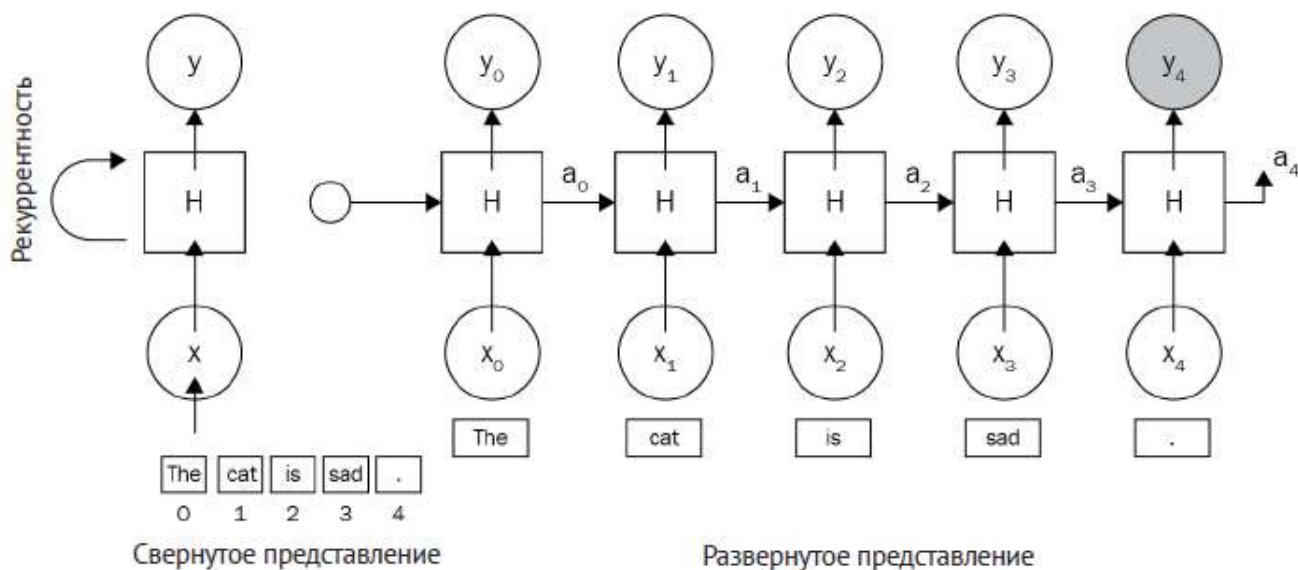 Рекуррентность
y
H
x
The cat is sad .
0 1 2 3 4
Свернутое представление
y₀ y₁ y₂ y₃ y₄
a₀ a₁ a₂ a₃ a₄
H H H H H
x₀ x₁ x₂ x₃ x₄
The cat is sad .
Развернутое представление